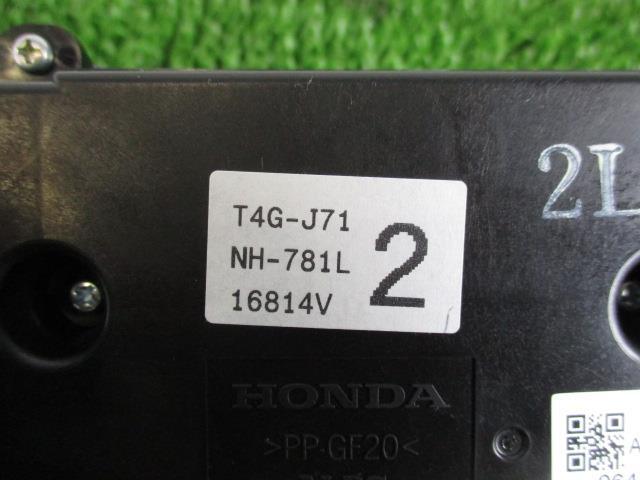 2L
T4G-J71
NH-781L
16814V
2
HONDA
>PP-GF20<